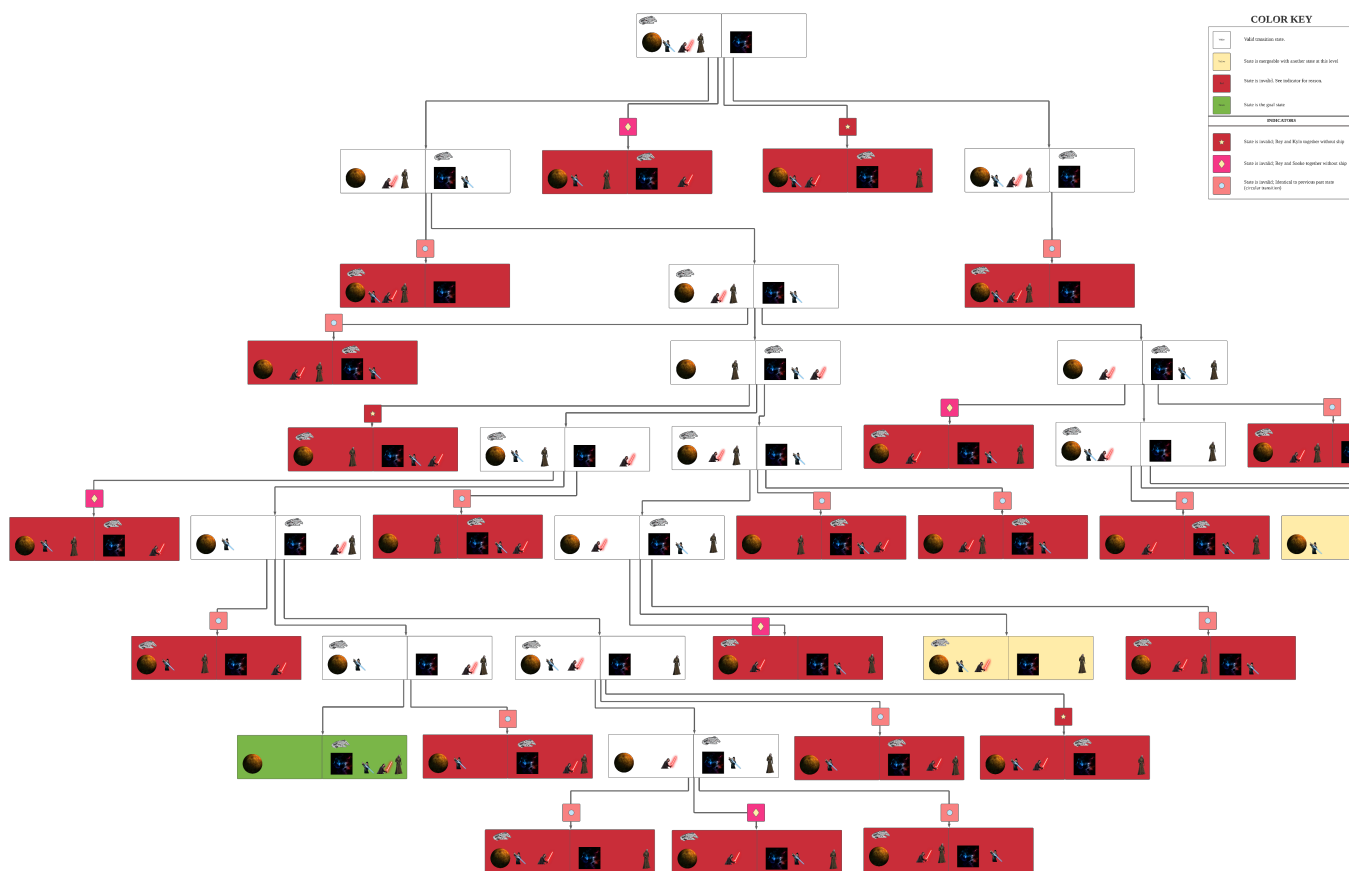 COLOR KEY
Valid transition state.
State is mergeable with another state at this level
State is invalid. See indicator for reason.
State is the goal state
INDICATORS
State is invalid; Rey and Kylo together without ship
State is invalid; Rey and Snoke together without ship
State is invalid; Identical to previous past state
(circular transition)